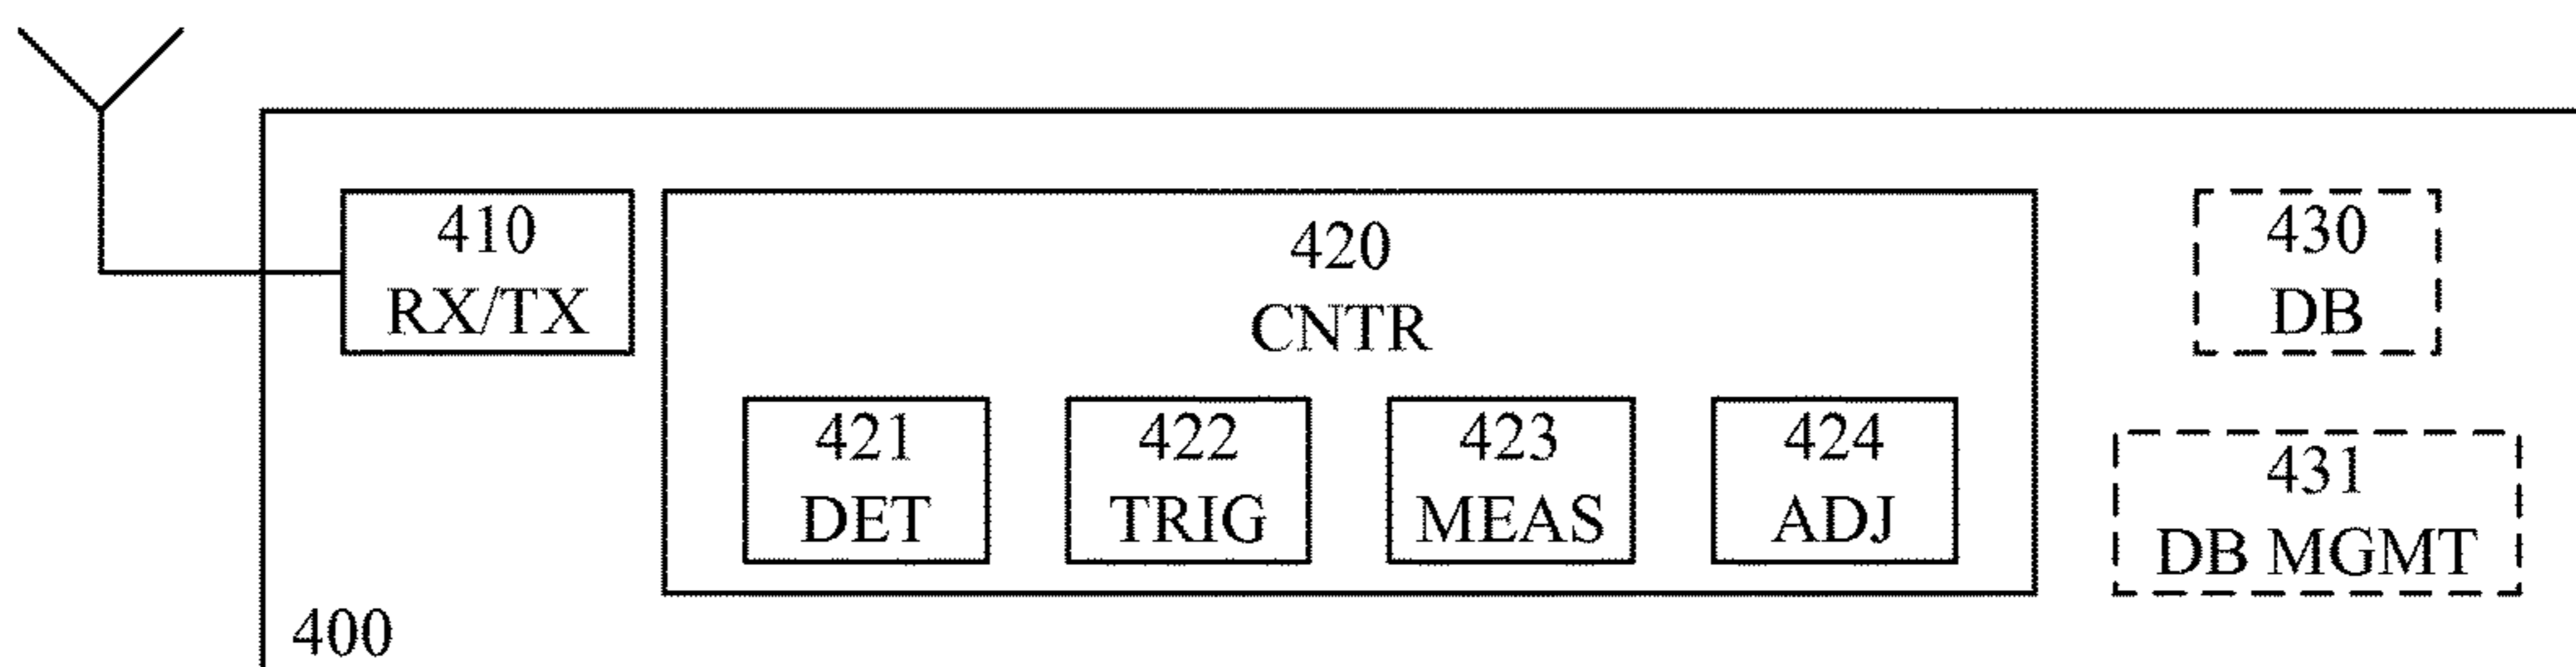 410
RX/TX
420
CNTR
421
DET
422
TRIG
423
MEAS
424
ADJ
430
DB
431
DB MGMT
400